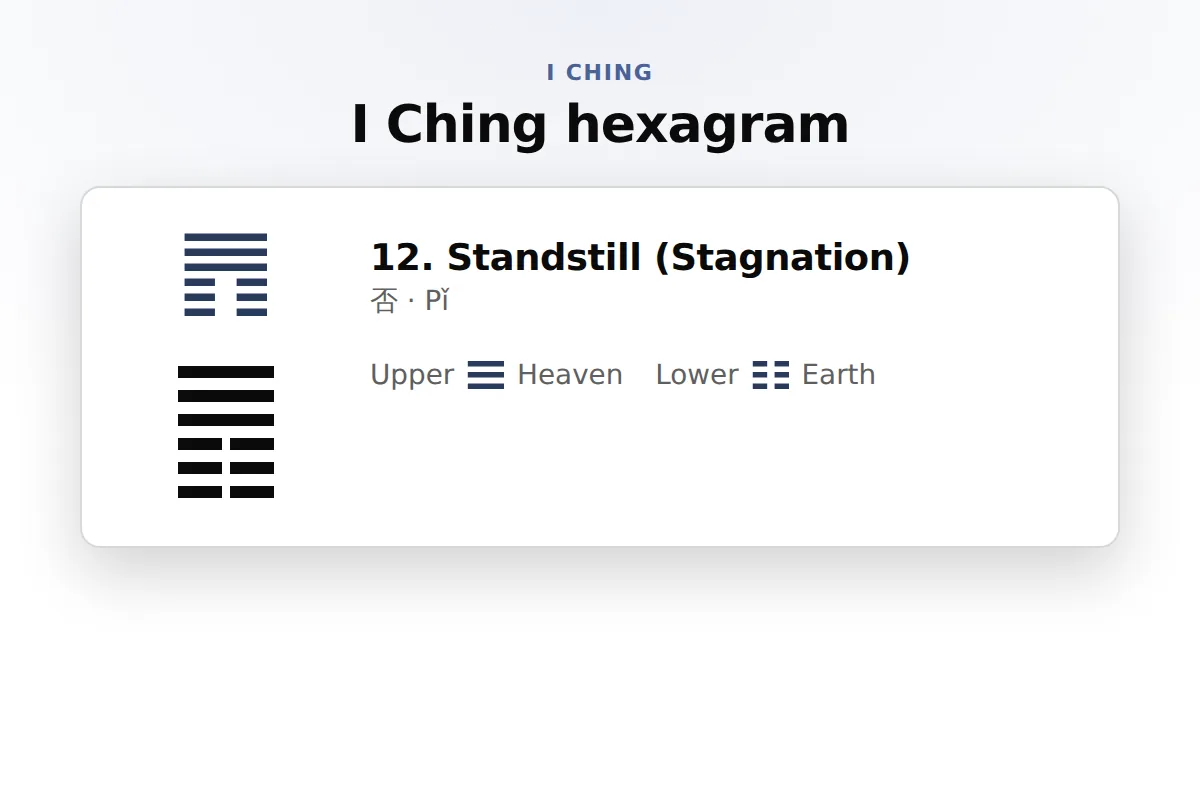 I CHING
I Ching hexagram
䷋
12. Standstill (Stagnation)
否 · Pǐ
Upper ☰ Heaven Lower ☷ Earth